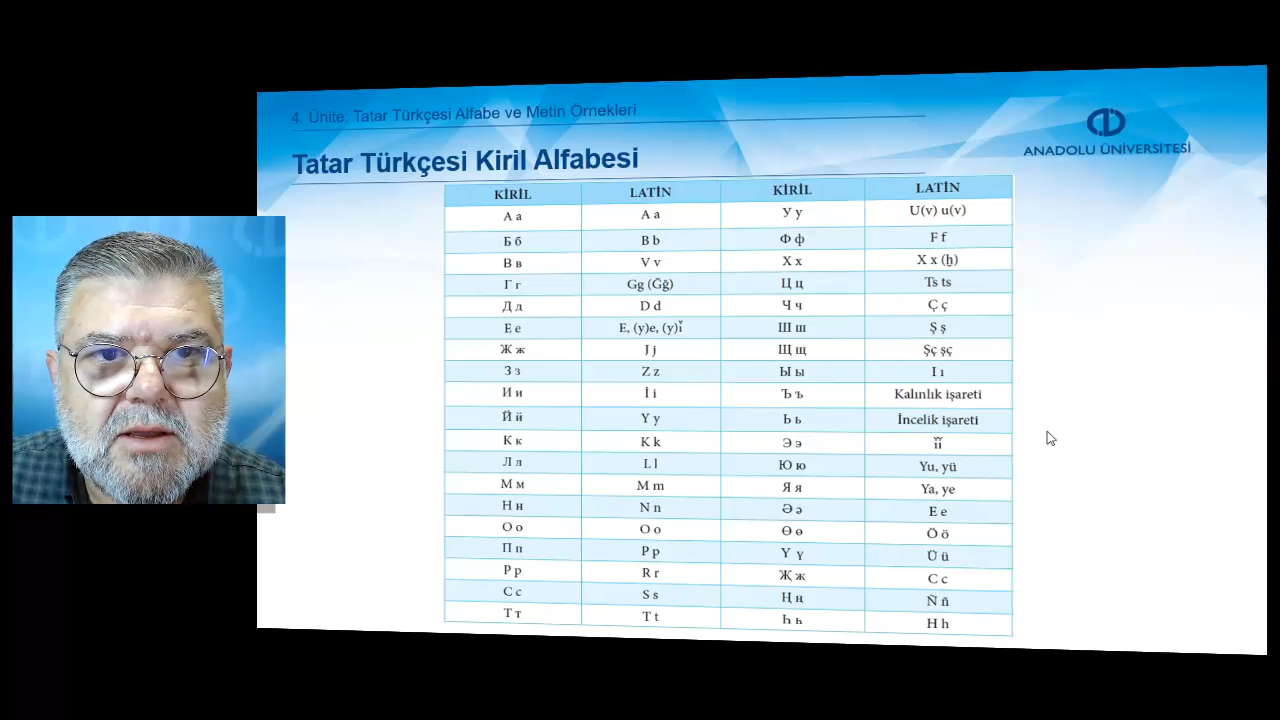 4. Ünite: Tatar Türkçesi Alfabe ve Metin Örnekleri
ANADOLU ÜNİVERSİTESİ
Tatar Türkçesi Kiril Alfabesi
KİRİL LATİN KİRİL LATİN
А а A a У у U(v) u(v)
Б б B b Ф ф F f
В в V v Х х X x (ḫ)
Г г Gg (Ğğ) Ц ц Ts ts
Д д D d Ч ч Ç ç
Е е E, (y)e, (y)ǐ Ш ш Ş ş
Ж ж J j Щ щ Şç şç
З з Z z Ы ы I ı
И и İ i Ъ ъ Kalınlık işareti
Й й Y y Ь ь İncelik işareti
К к K k Э э ǐǐ
Л л L l Ю ю Yu, yü
М м M m Я я Ya, ye
Н н N n Ә ә E e
О о O o Ө ө Ö ö
П п P p Ү ү Ü ü
Р р R r Җ ж C c
С с S s Ң ң Ñ ñ
Т т T t Һ һ H h